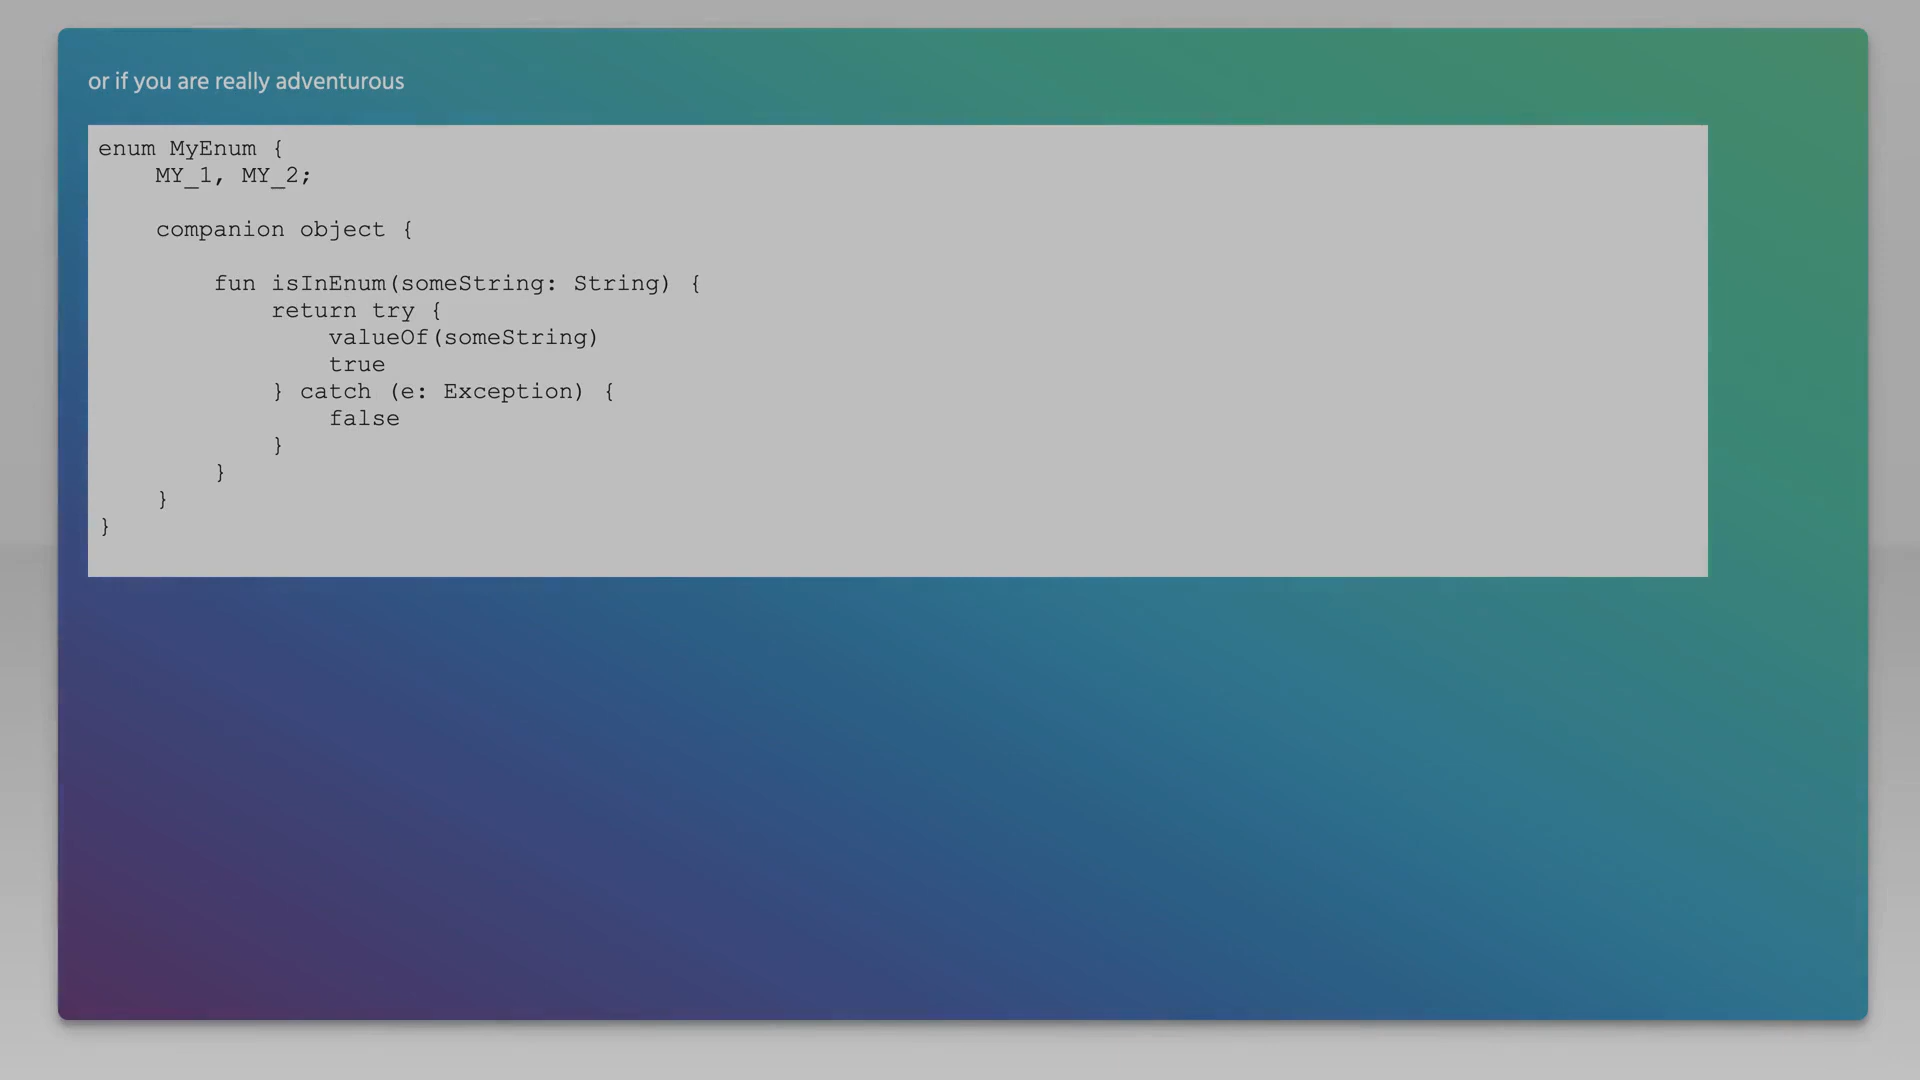 or if you are really adventurous
enum MyEnum {
    MY_1, MY_2;
    companion object {
        fun isInEnum(someString: String) {
            return try {
                valueOf(someString)
                true
            } catch (e: Exception) {
                false
            }
        }
    }
}